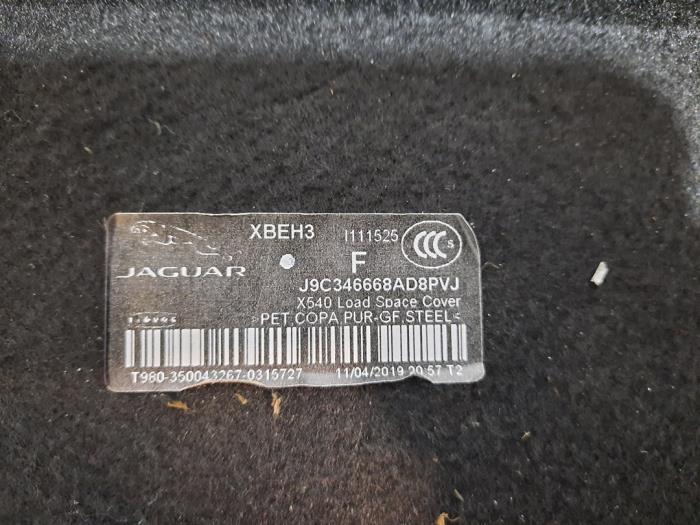 XBEH3 I111525 CCC S
JAGUAR F
J9C346668AD8PVJ
X540 Load Space Cover
>PET.COPA PUR-GF.STEEL<
T980-350043267-0315727 11/04/2019 20:57 T2